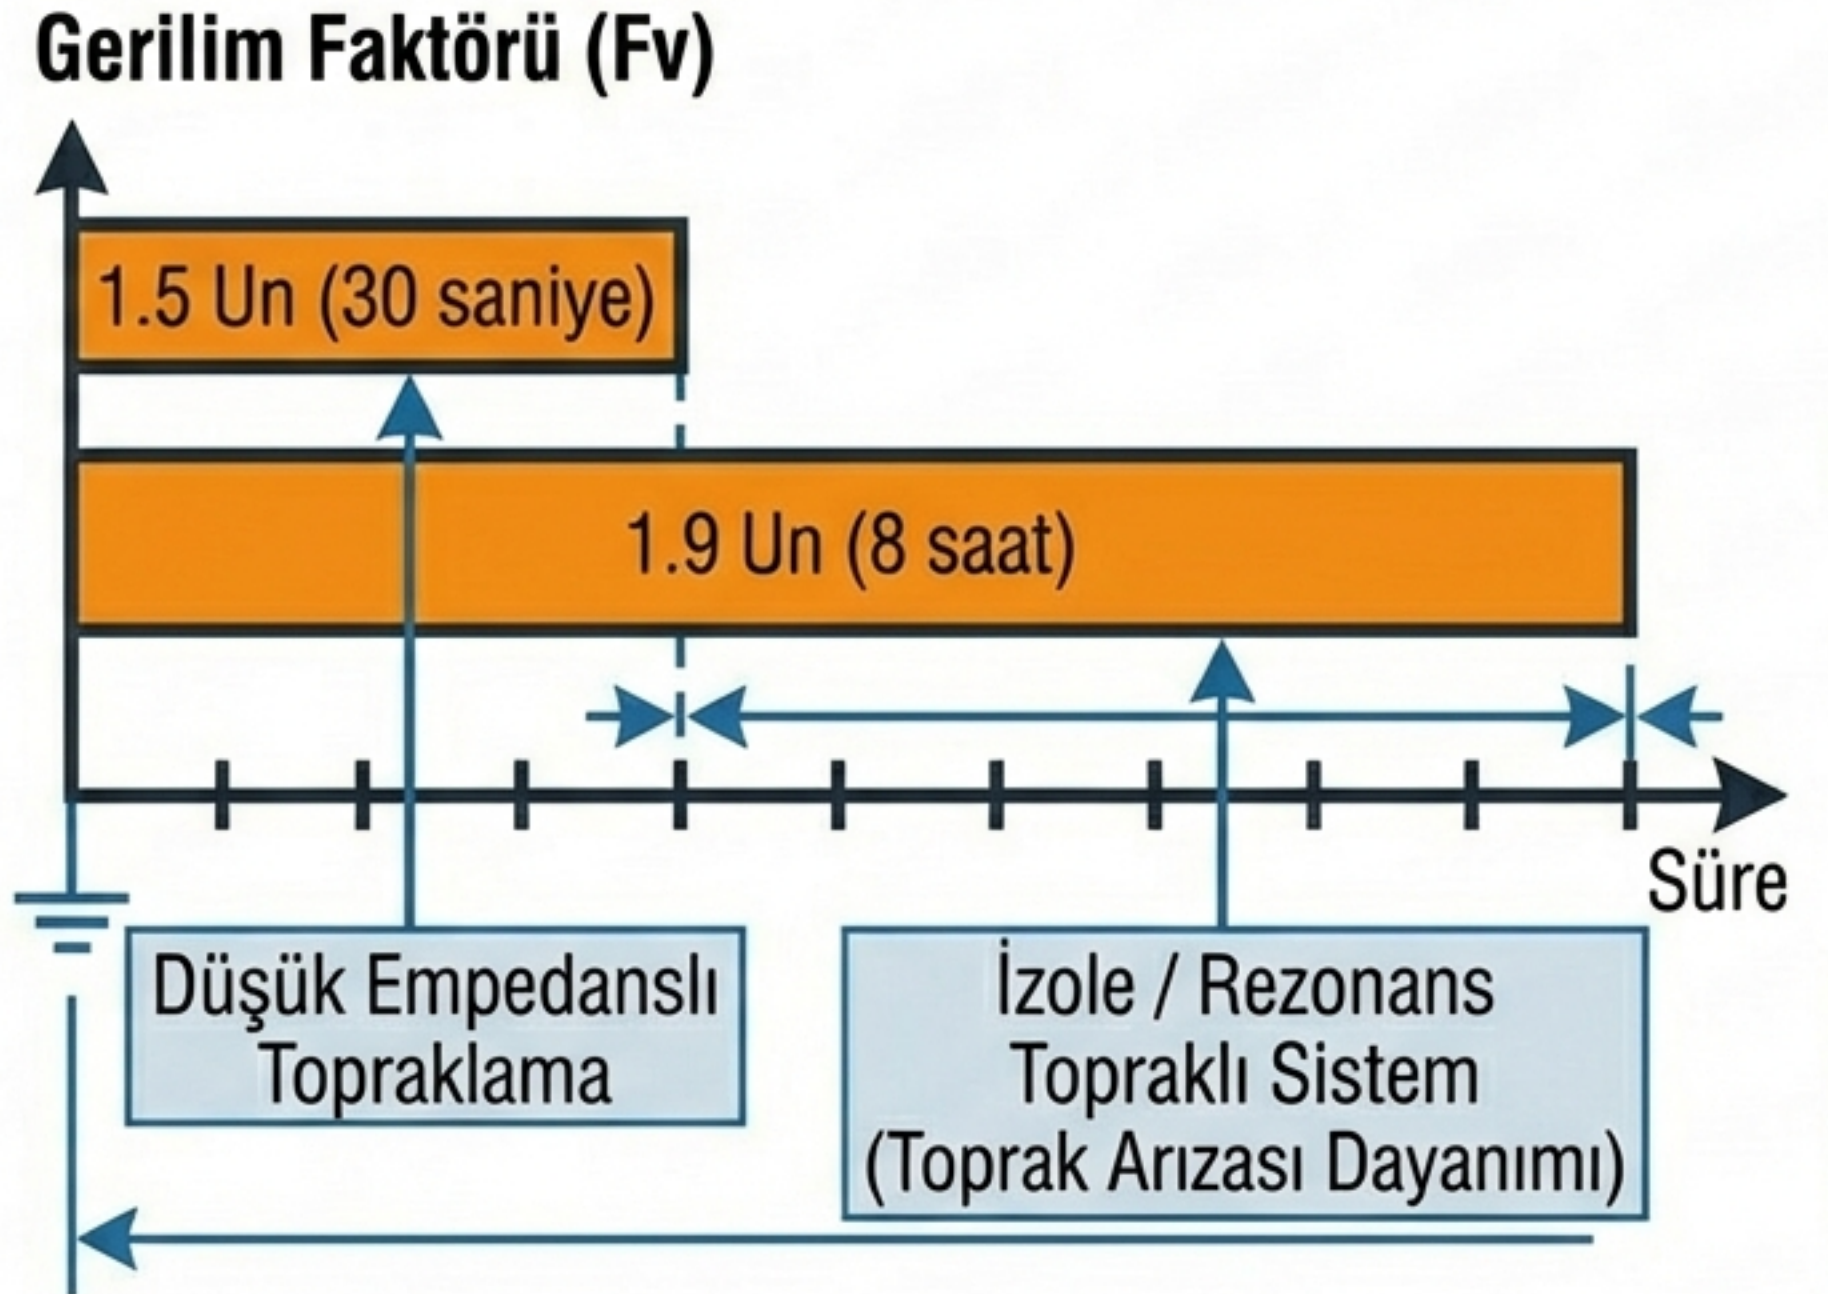 Gerilim Faktörü (Fv)
1.5 Un (30 saniye)
1.9 Un (8 saat)
Süre
Düşük Empedanslı
Topraklama
İzole / Rezonans
Topraklı Sistem
(Toprak Arızası Dayanımı)